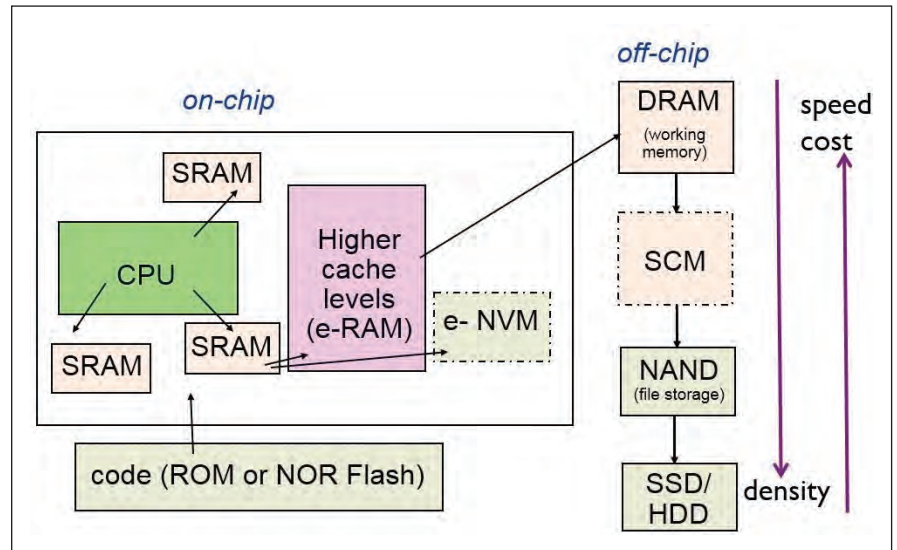 on-chip
SRAM
CPU
SRAM
SRAM
Higher
cache
levels
(e-RAM)
e- NVM
code (ROM or NOR Flash)
off-chip
DRAM
(working
memory)
SCM
NAND
(file storage)
SSD/
HDD
speed
cost
density